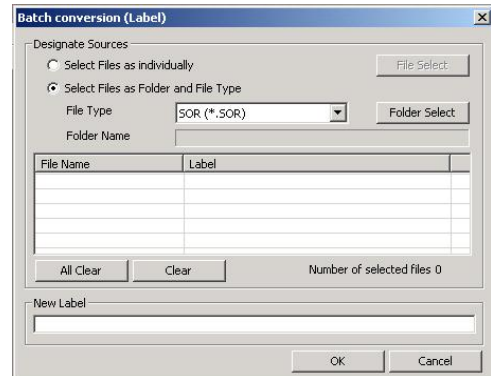 Batch conversion (Label)
Designate Sources
Select Files as individually
File Select
Select Files as Folder and File Type
File Type
SOR (*.SOR)
Folder Select
Folder Name
File Name
Label
All Clear
Clear
Number of selected files 0
New Label
OK
Cancel